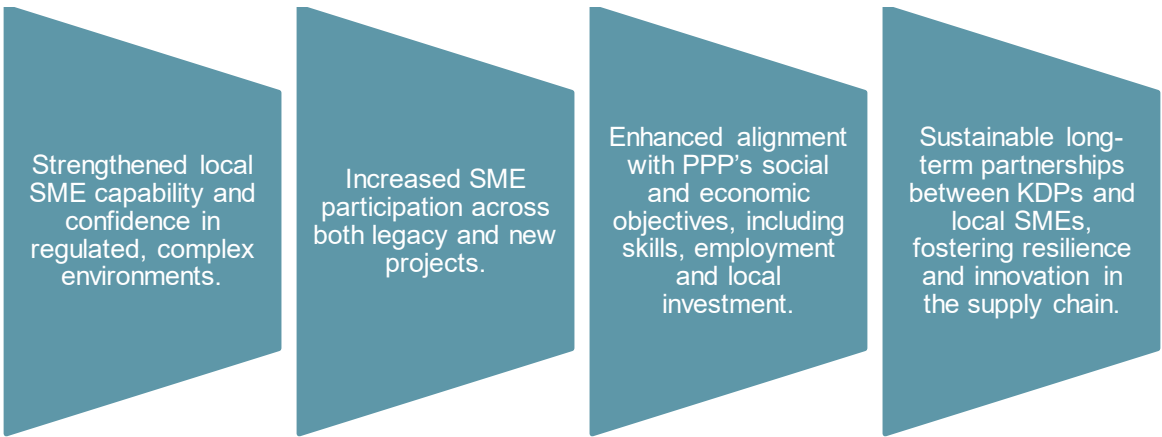 Strengthened local
SME capability and
confidence in
regulated, complex
environments.
Increased SME
participation across
both legacy and new
projects.
Enhanced alignment
with PPP's social
and economic
objectives, including
skills, employment
and local
investment.
Sustainable long-
term partnerships
between KDPs and
local SMEs,
fostering resilience
and innovation in
the supply chain.